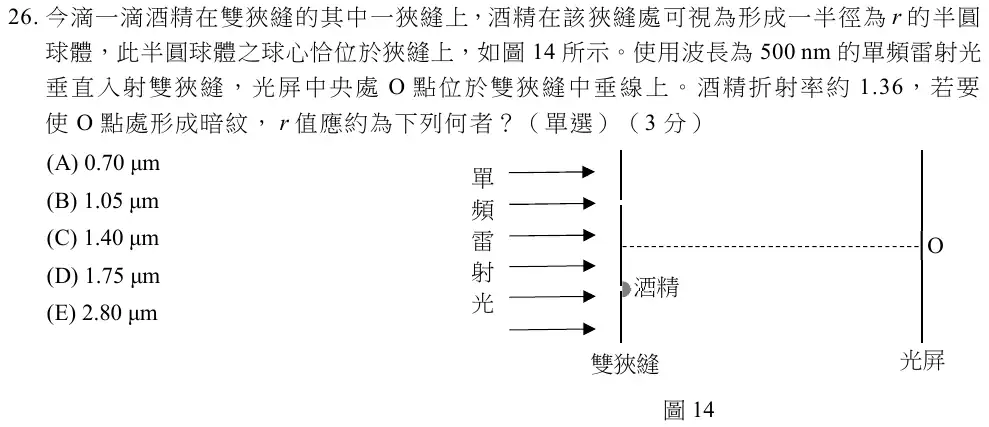 26. 今滴一滴酒精在雙狹縫的其中一狹縫上，酒精在該狹縫處可視為形成一半徑為 r 的半圓
球體，此半圓球體之球心恰位於狹縫上，如圖 14 所示。使用波長為 500 nm 的單頻雷射光
垂直入射雙狹縫，光屏中央處 O 點位於雙狹縫中垂線上。酒精折射率約 1.36，若要
使 O 點處形成暗紋， r 值應約為下列何者？（單選）（3 分）
(A) 0.70 μm
(B) 1.05 μm
(C) 1.40 μm
(D) 1.75 μm
(E) 2.80 μm
單頻雷射光
O
酒精
雙狹縫
光屏
圖 14